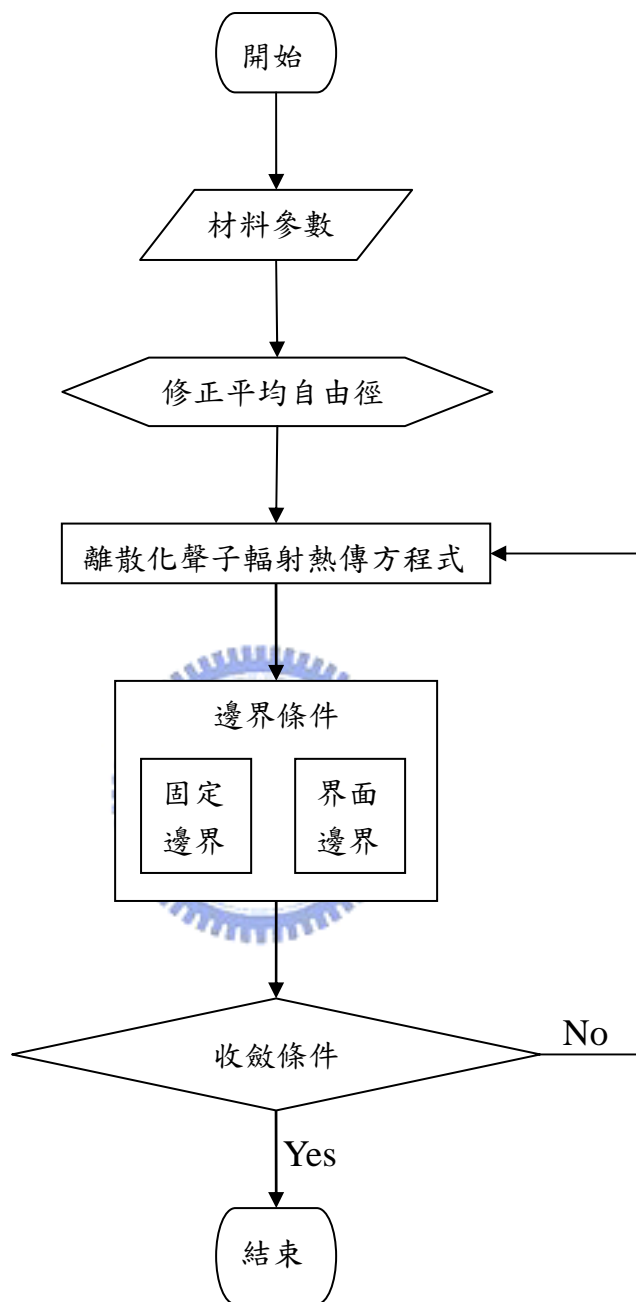 開始
材料參數
修正平均自由徑
離散化聲子輻射熱傳方程式
邊界條件
固定
邊界
界面
邊界
收斂條件
No
Yes
結束